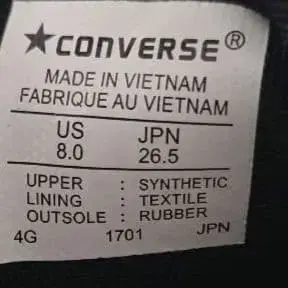 ★CONVERSE®
MADE IN VIETNAM
FABRIQUE AU VIETNAM
US JPN
8.0 26.5
UPPER : SYNTHETIC
LINING : TEXTILE
OUTSOLE : RUBBER
4G 1701 JPN